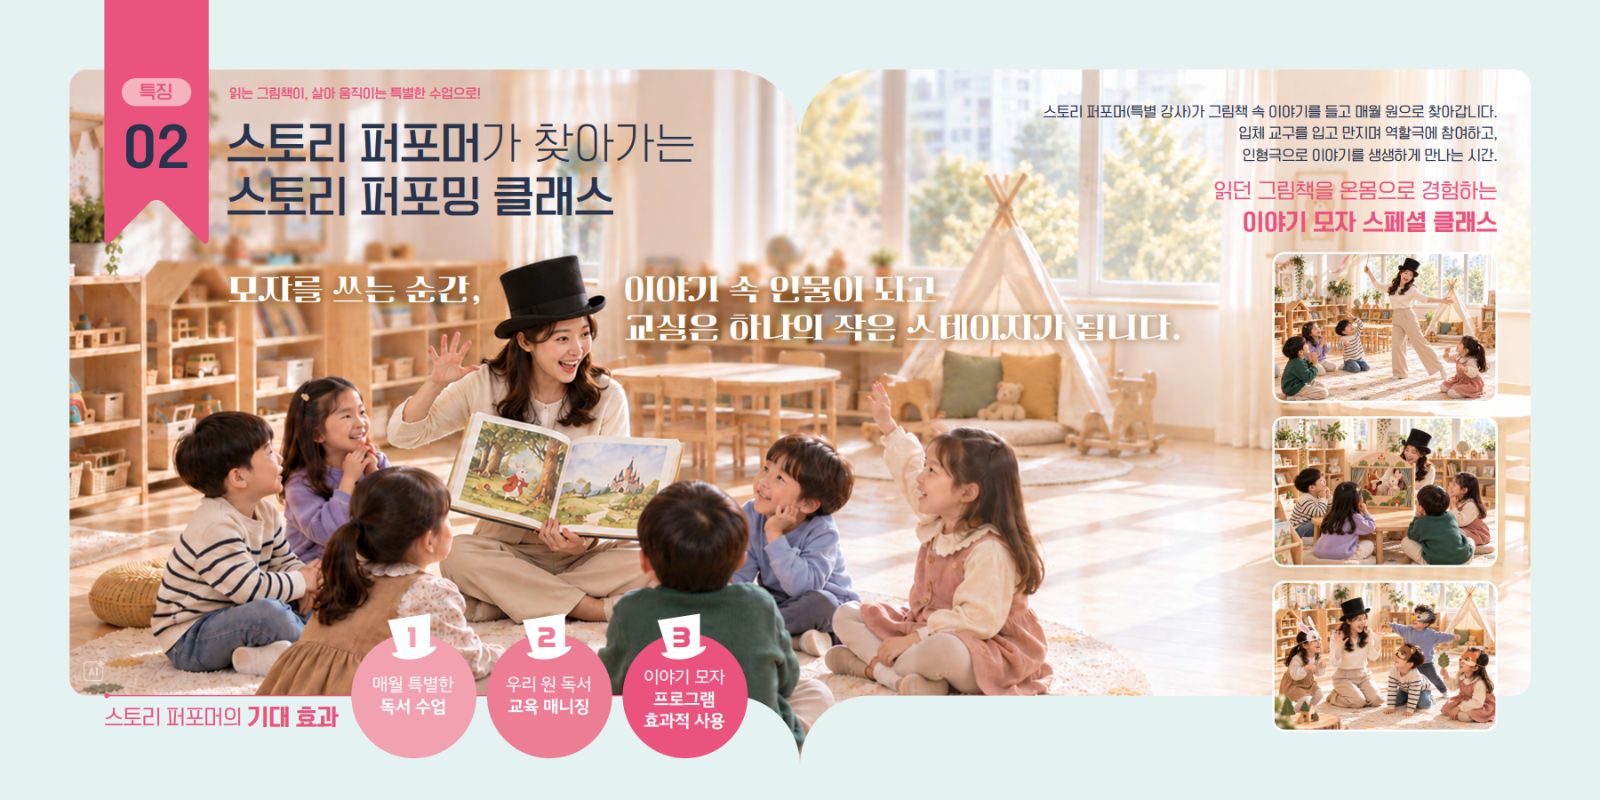 특징
02
읽는 그림책이, 살아 움직이는 특별한 수업으로!
스토리 퍼포머가 찾아가는
스토리 퍼포밍 클래스
모자를 쓰는 순간,
이야기 속 인물이 되고
교실은 하나의 작은 스테이지가 됩니다.
스토리 퍼포머(특별 강사)가 그림책 속 이야기를 들고 매월 원으로 찾아갑니다.
입체 교구를 입고 만지며 역할극에 참여하고,
인형극으로 이야기를 생생하게 만나는 시간.
읽던 그림책을 온몸으로 경험하는
이야기 모자 스페셜 클래스
AI
스토리 퍼포머의 기대 효과
1
매월 특별한
독서 수업
2
우리 원 독서
교육 매니징
3
이야기 모자
프로그램
효과적 사용